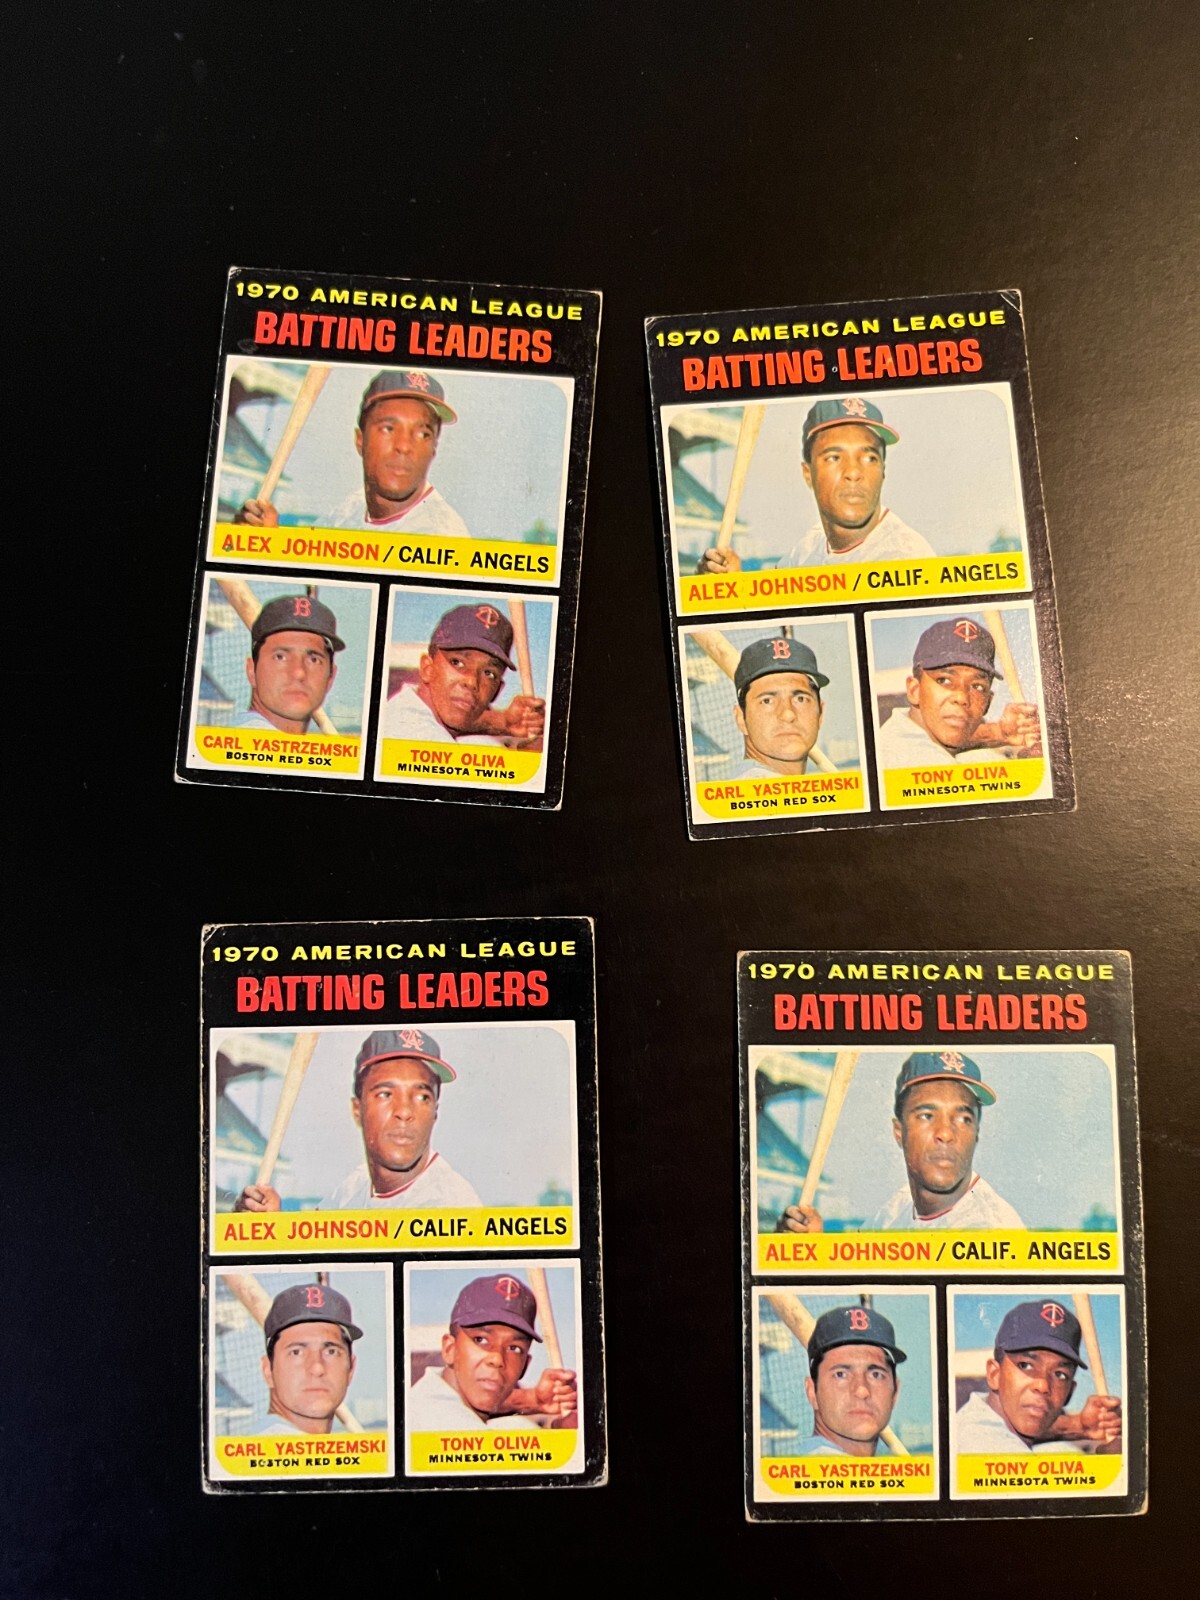 1970 AMERICAN LEAGUE
BATTING LEADERS
ALEX JOHNSON / CALIF. ANGELS
CARL YASTRZEMSKI
BOSTON RED SOX
TONY OLIVA
MINNESOTA TWINS
1970 AMERICAN LEAGUE
BATTING LEADERS
ALEX JOHNSON / CALIF. ANGELS
CARL YASTRZEMSKI
BOSTON RED SOX
TONY OLIVA
MINNESOTA TWINS
1970 AMERICAN LEAGUE
BATTING LEADERS
ALEX JOHNSON / CALIF. ANGELS
CARL YASTRZEMSKI
BOSTON RED SOX
TONY OLIVA
MINNESOTA TWINS
1970 AMERICAN LEAGUE
BATTING LEADERS
ALEX JOHNSON / CALIF. ANGELS
CARL YASTRZEMSKI
BOSTON RED SOX
TONY OLIVA
MINNESOTA TWINS